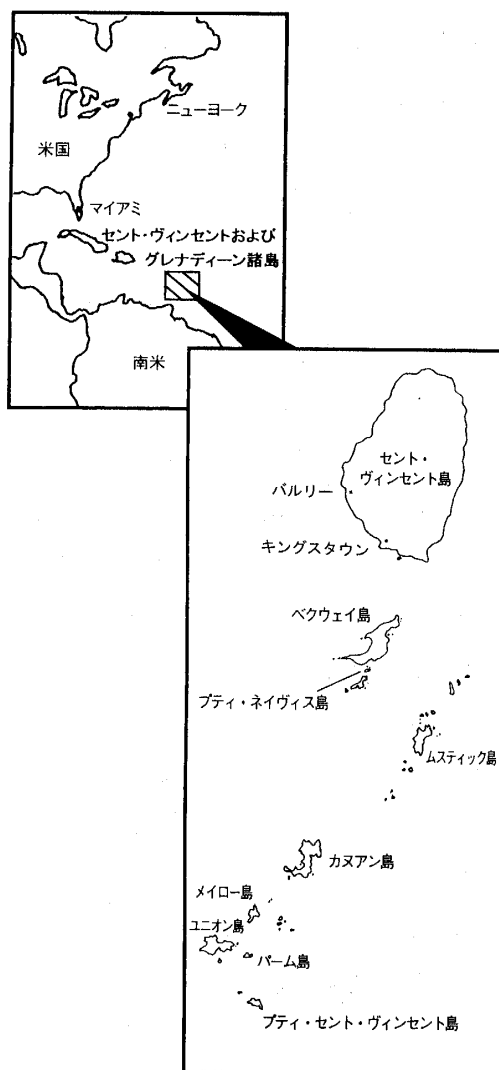 ニューヨーク
米国
マイアミ
セント・ヴィンセントおよび
グレナディーン諸島
南米
セント・
ヴィンセント島
バルリー
キングスタウン
ベクウェイ島
プティ・ネイヴィス島
ムスティック島
カヌアン島
メイロー島
ユニオン島
パーム島
プティ・セント・ヴィンセント島